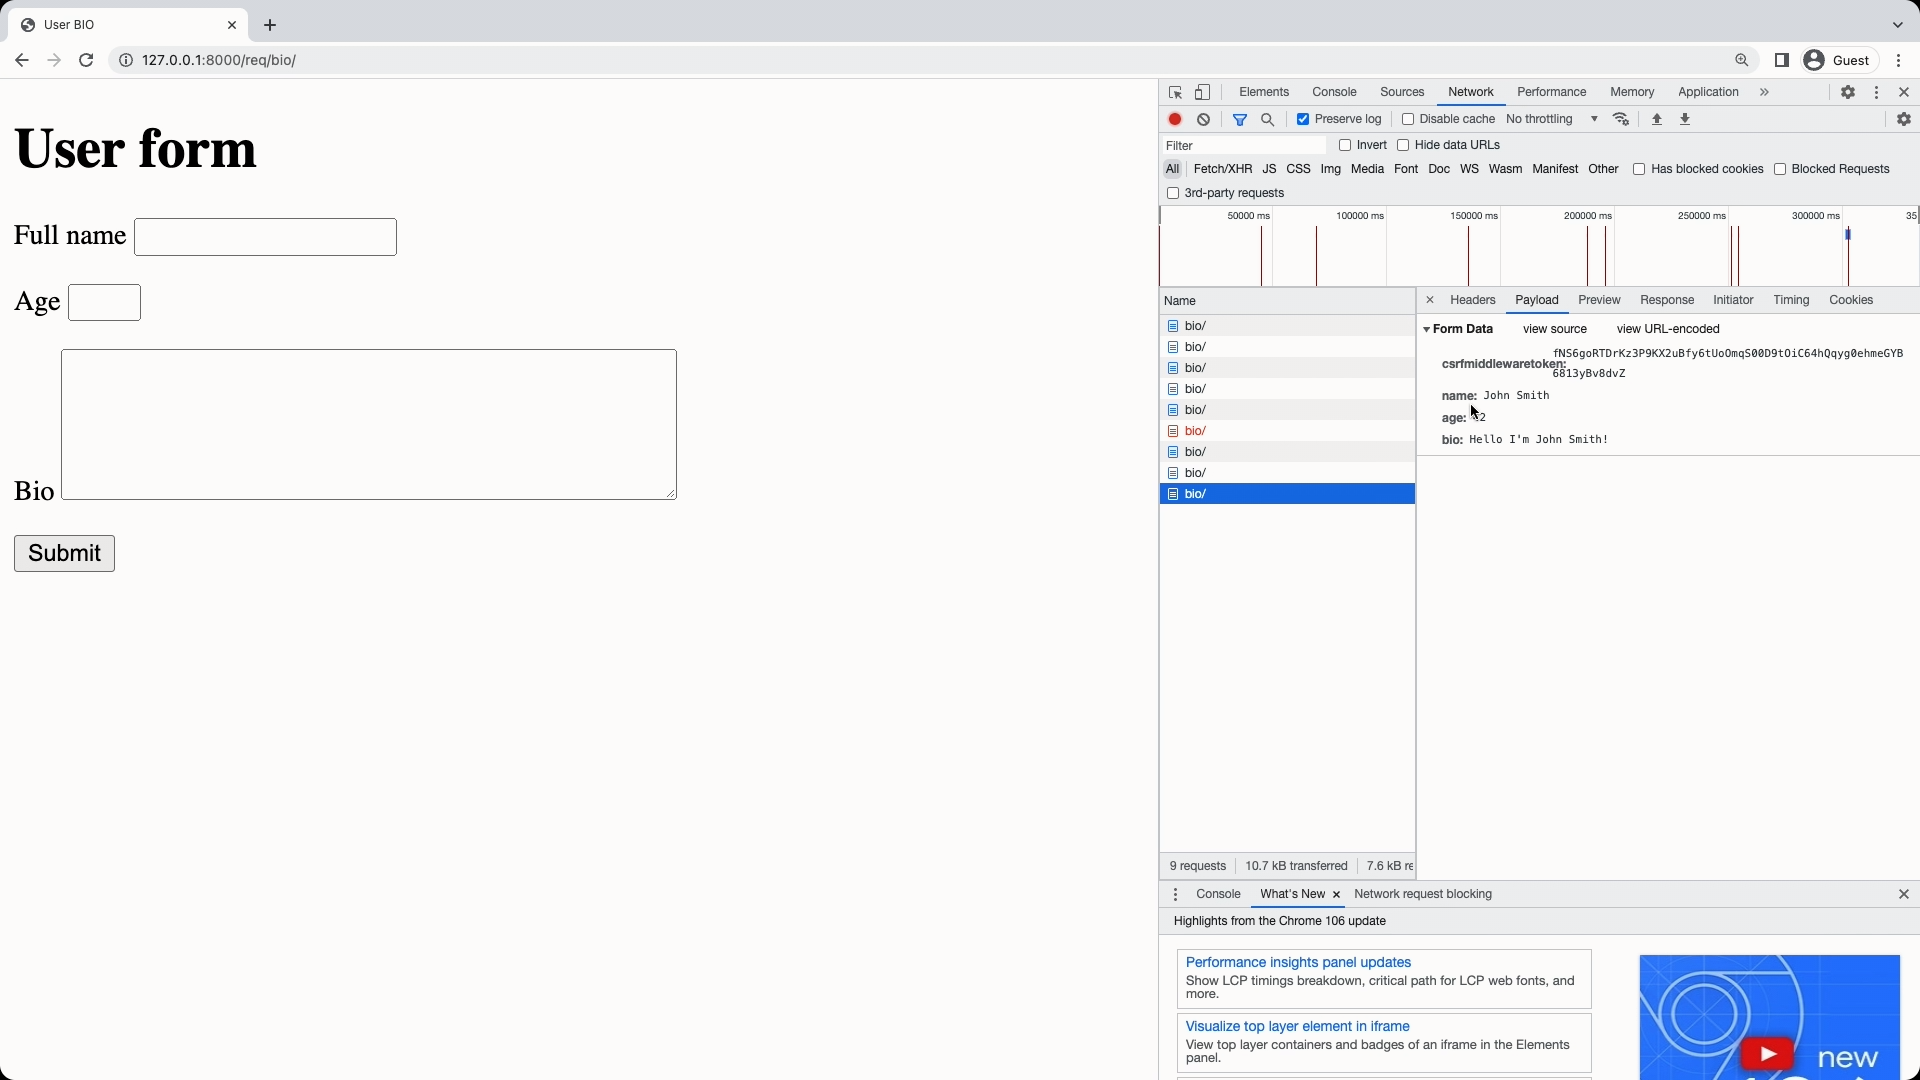 User BIO
127.0.0.1:8000/req/bio/
Guest
User form
Full name
Age
Bio
Submit
Elements Console Sources Network Performance Memory Application
Preserve log Disable cache No throttling
Filter Invert Hide data URLs
All Fetch/XHR JS CSS Img Media Font Doc WS Wasm Manifest Other Has blocked cookies Blocked Requests
3rd-party requests
50000 ms 100000 ms 150000 ms 200000 ms 250000 ms 300000 ms 35
Name
bio/
bio/
bio/
bio/
bio/
bio/
bio/
bio/
bio/
Headers Payload Preview Response Initiator Timing Cookies
Form Data view source view URL-encoded
csrfmiddlewaretoken: fNS6goRTDrKz3P9KX2uBfy6tUoOmqS00D9tOiC64hQqyg0ehmeGYB
6813yBv8dvZ
name: John Smith
age: 2
bio: Hello I'm John Smith!
9 requests 10.7 kB transferred 7.6 kB re
Console What's New Network request blocking
Highlights from the Chrome 106 update
Performance insights panel updates
Show LCP timings breakdown, critical path for LCP web fonts, and
more.
Visualize top layer element in iframe
View top layer containers and badges of an iframe in the Elements
panel.
new